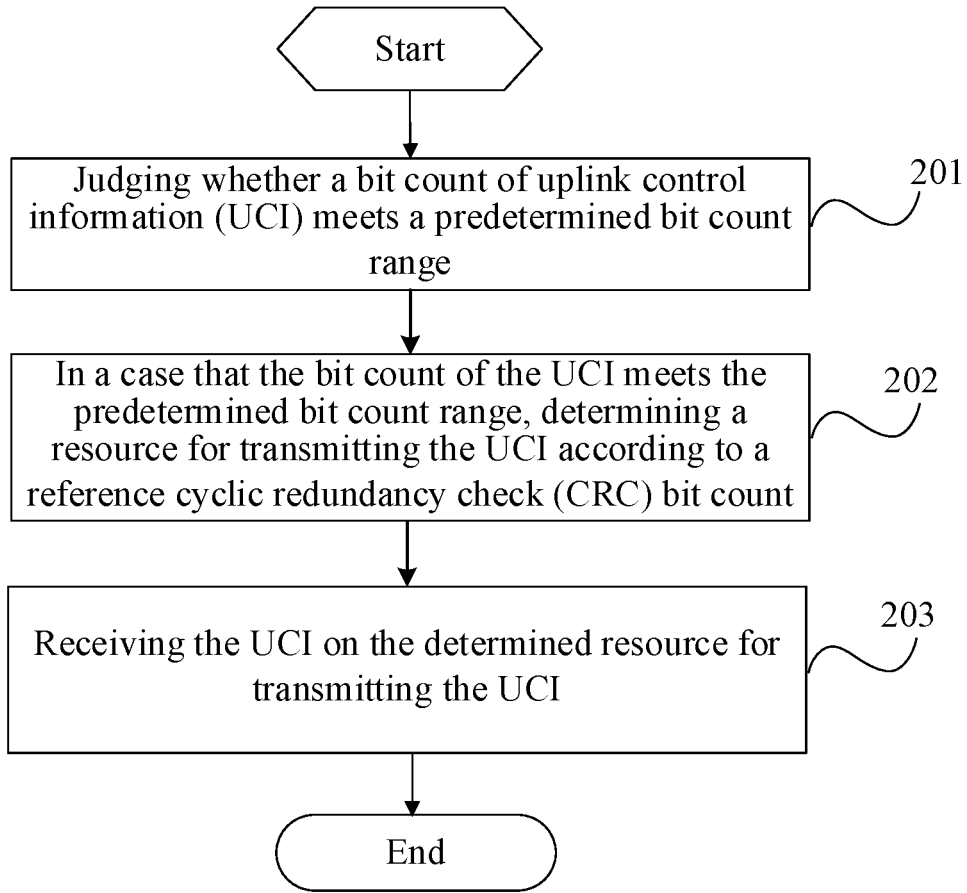 Start
Judging whether a bit count of uplink control
information (UCI) meets a predetermined bit count
range
201
In a case that the bit count of the UCI meets the
predetermined bit count range, determining a
resource for transmitting the UCI according to a
reference cyclic redundancy check (CRC) bit count
202
Receiving the UCI on the determined resource for
transmitting the UCI
203
End